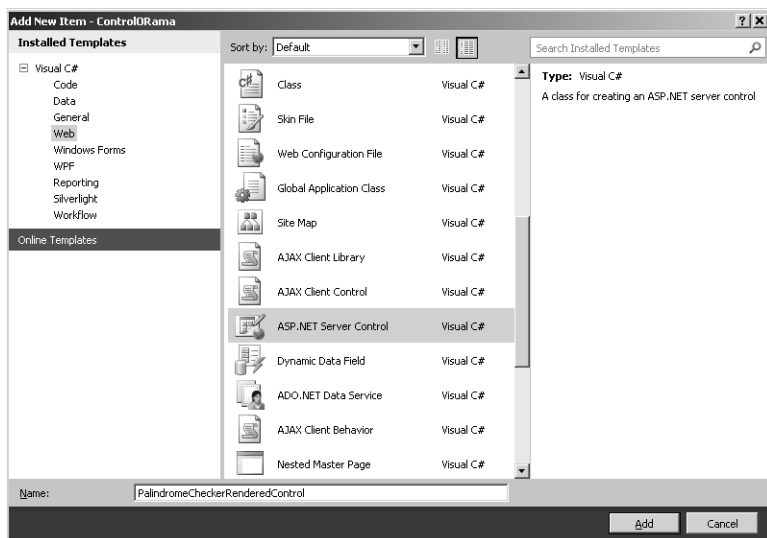 Add New Item - ControlORama
Installed Templates
Visual C#
Code
Data
General
Web
Windows Forms
WPF
Reporting
Silverlight
Workflow
Online Templates
Sort by: Default
Class Visual C#
Skin File Visual C#
Web Configuration File Visual C#
Global Application Class Visual C#
Site Map Visual C#
AJAX Client Library Visual C#
AJAX Client Control Visual C#
ASP.NET Server Control Visual C#
Dynamic Data Field Visual C#
ADO.NET Data Service Visual C#
AJAX Client Behavior Visual C#
Nested Master Page Visual C#
Search Installed Templates
Type: Visual C#
A class for creating an ASP.NET server control
Name: PalindromeCheckerRenderedControl
Add Cancel